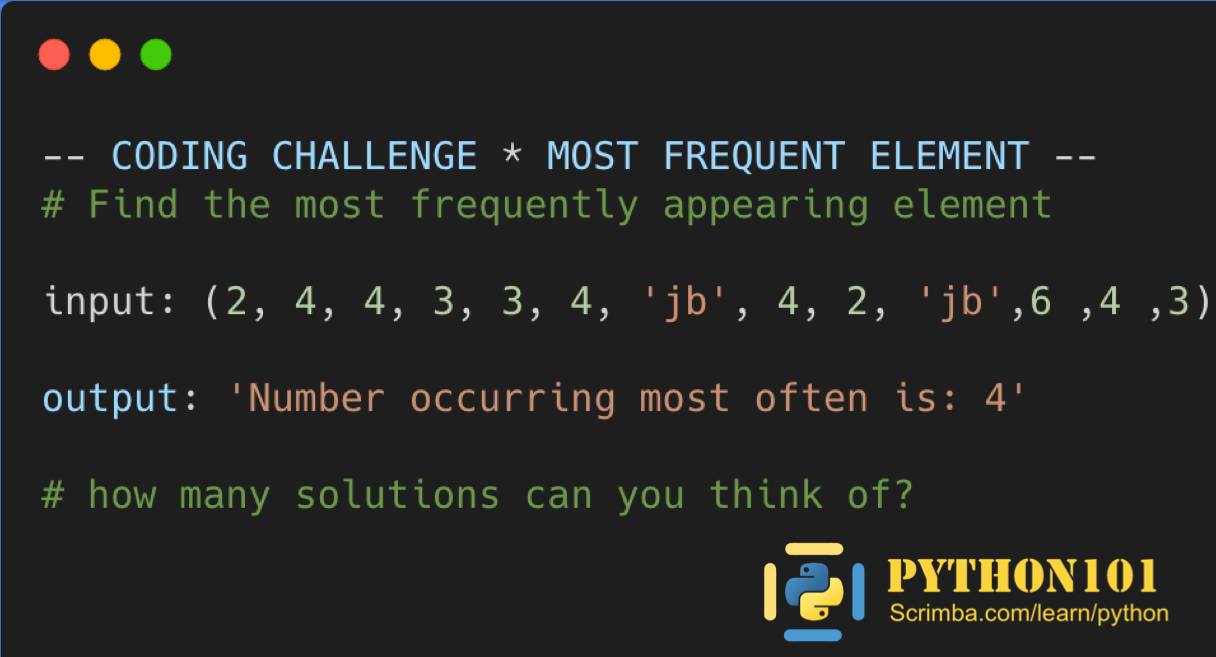 -- CODING CHALLENGE * MOST FREQUENT ELEMENT --
# Find the most frequently appearing element
input: (2, 4, 4, 3, 3, 4, 'jb', 4, 2, 'jb',6 ,4 ,3)
output: 'Number occurring most often is: 4'
# how many solutions can you think of?
PYTHON101
Scrimba.com/learn/python